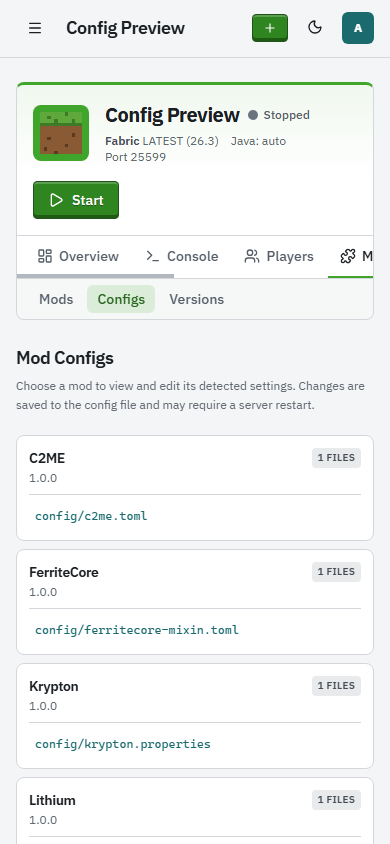 Config Preview
A
Config Preview
Stopped
Fabric LATEST (26.3) Java: auto
Port 25599
Start
Overview
Console
Players
M
Mods
Configs
Versions
Mod Configs
Choose a mod to view and edit its detected settings. Changes are
saved to the config file and may require a server restart.
C2ME
1 FILES
1.0.0
config/c2me.toml
FerriteCore
1 FILES
1.0.0
config/ferritecore-mixin.toml
Krypton
1 FILES
1.0.0
config/krypton.properties
Lithium
1 FILES
1.0.0